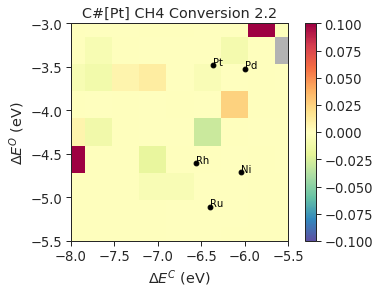 C#[Pt] CH4 Conversion 2.2
−3.0
−3.5
−4.0
−4.5
−5.0
−5.5
ΔE^O (eV)
Pt
Pd
Rh
Ni
Ru
−8.0 −7.5 −7.0 −6.5 −6.0 −5.5
ΔE^C (eV)
0.100
0.075
0.050
0.025
0.000
−0.025
−0.050
−0.075
−0.100